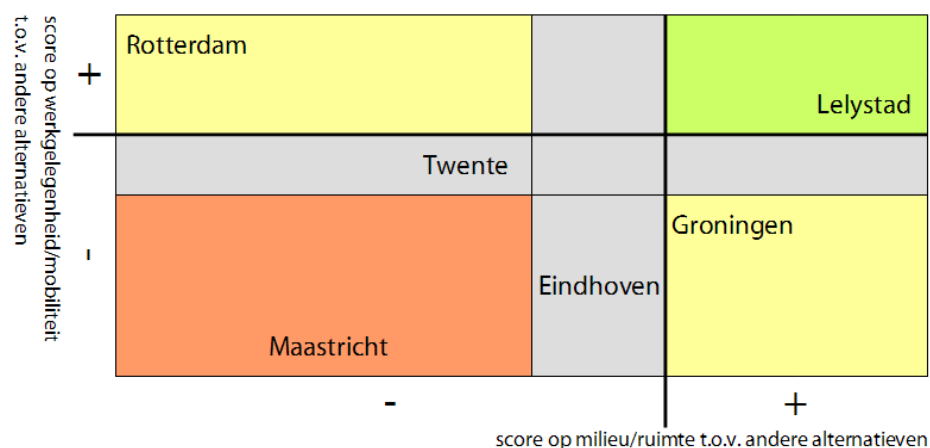 score op werkgelegenheid/mobiliteit
t.o.v. andere alternatieven
+
-
Rotterdam
Lelystad
Twente
Groningen
Eindhoven
Maastricht
-
+
score op milieu/ruimte t.o.v. andere alternatieven